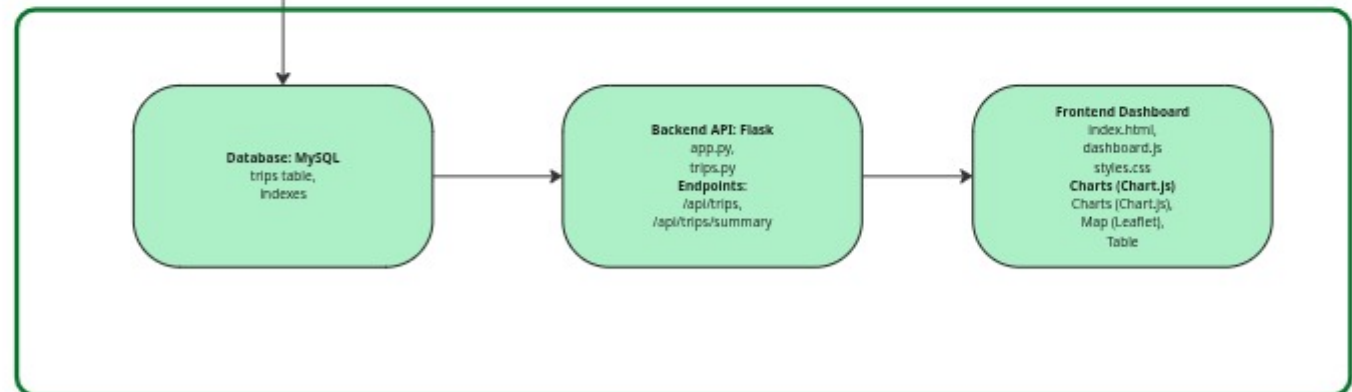 Database: MySQL
trips table,
indexes
Backend API: Flask
app.py,
trips.py
Endpoints:
/api/trips,
/api/trips/summary
Frontend Dashboard
index.html,
dashboard.js
styles.css
Charts (Chart.js)
Charts (Chart.js),
Map (Leaflet),
Table